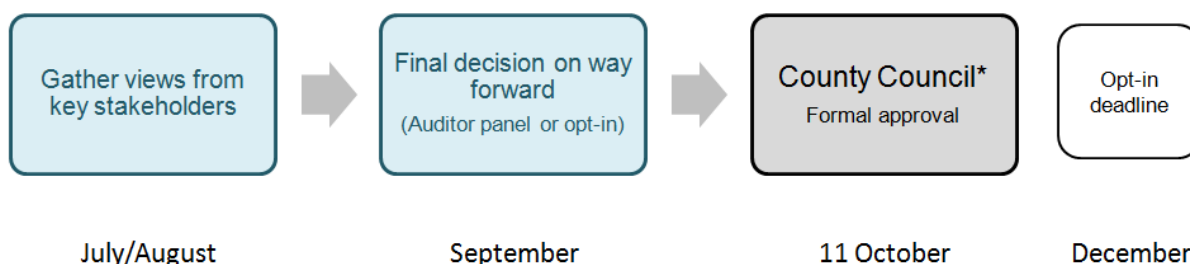 Gather views from
key stakeholders
Final decision on way
forward
(Auditor panel or opt-in)
County Council*
Formal approval
Opt-in
deadline
July/August
September
11 October
December